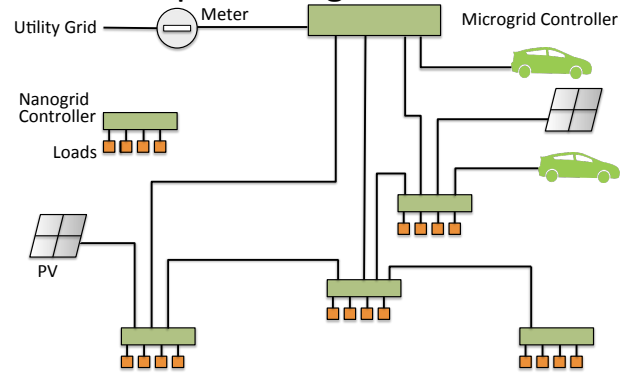 Utility Grid
Meter
Microgrid Controller
Nanogrid
Controller
Loads
PV